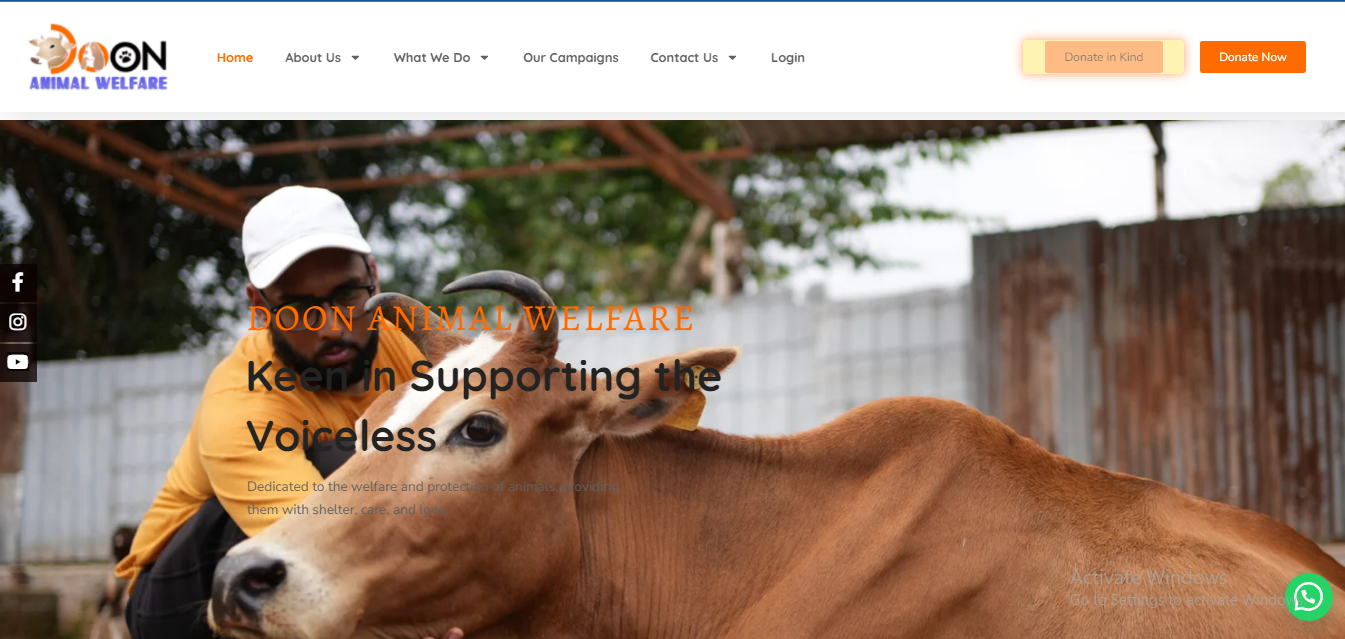 DOON
ANIMAL WELFARE
Home
About Us
What We Do
Our Campaigns
Contact Us
Login
Donate in Kind
Donate Now
DOON ANIMAL WELFARE
Keen in Supporting the
Voiceless
Dedicated to the welfare and protection of animals, providing
them with shelter, care, and love.
Activate Windows
Go to Settings to activate Windows.